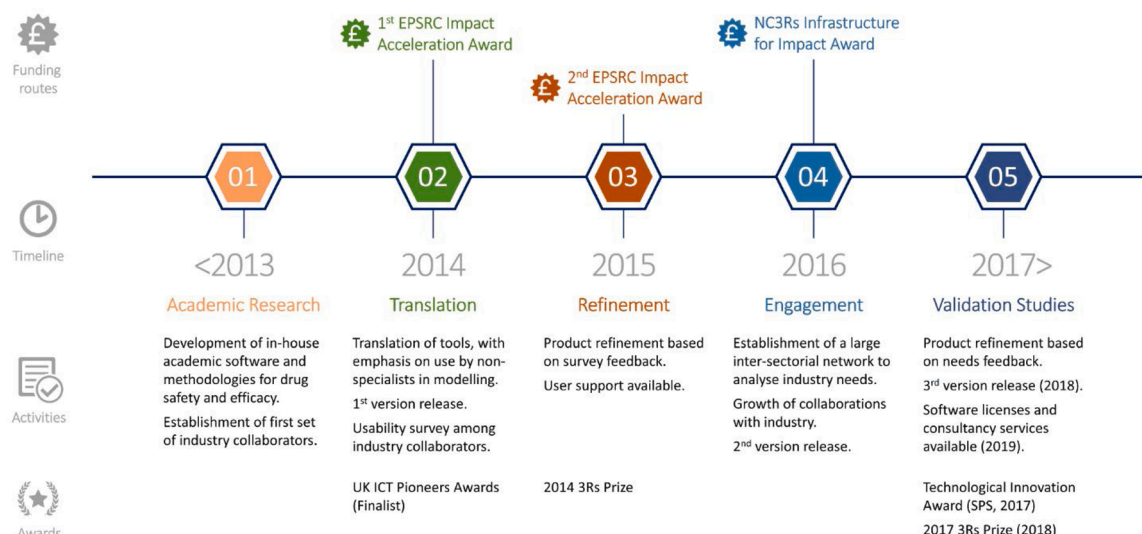 Funding
routes
1st EPSRC Impact
Acceleration Award
2nd EPSRC Impact
Acceleration Award
NC3Rs Infrastructure
for Impact Award
01
02
03
04
05
Timeline
<2013
2014
2015
2016
2017>
Academic Research
Translation
Refinement
Engagement
Validation Studies
Activities
Development of in-house
academic software and
methodologies for drug
safety and efficacy.
Establishment of first set
of industry collaborators.
Translation of tools, with
emphasis on use by non-
specialists in modelling.
1st version release.
Usability survey among
industry collaborators.
Product refinement based
on survey feedback.
User support available.
Establishment of a large
inter-sectorial network to
analyse industry needs.
Growth of collaborations
with industry.
2nd version release.
Product refinement based
on needs feedback.
3rd version release (2018).
Software licenses and
consultancy services
available (2019).
Awards
UK ICT Pioneers Awards
(Finalist)
2014 3Rs Prize
Technological Innovation
Award (SPS, 2017)
2017 3Rs Prize (2018)